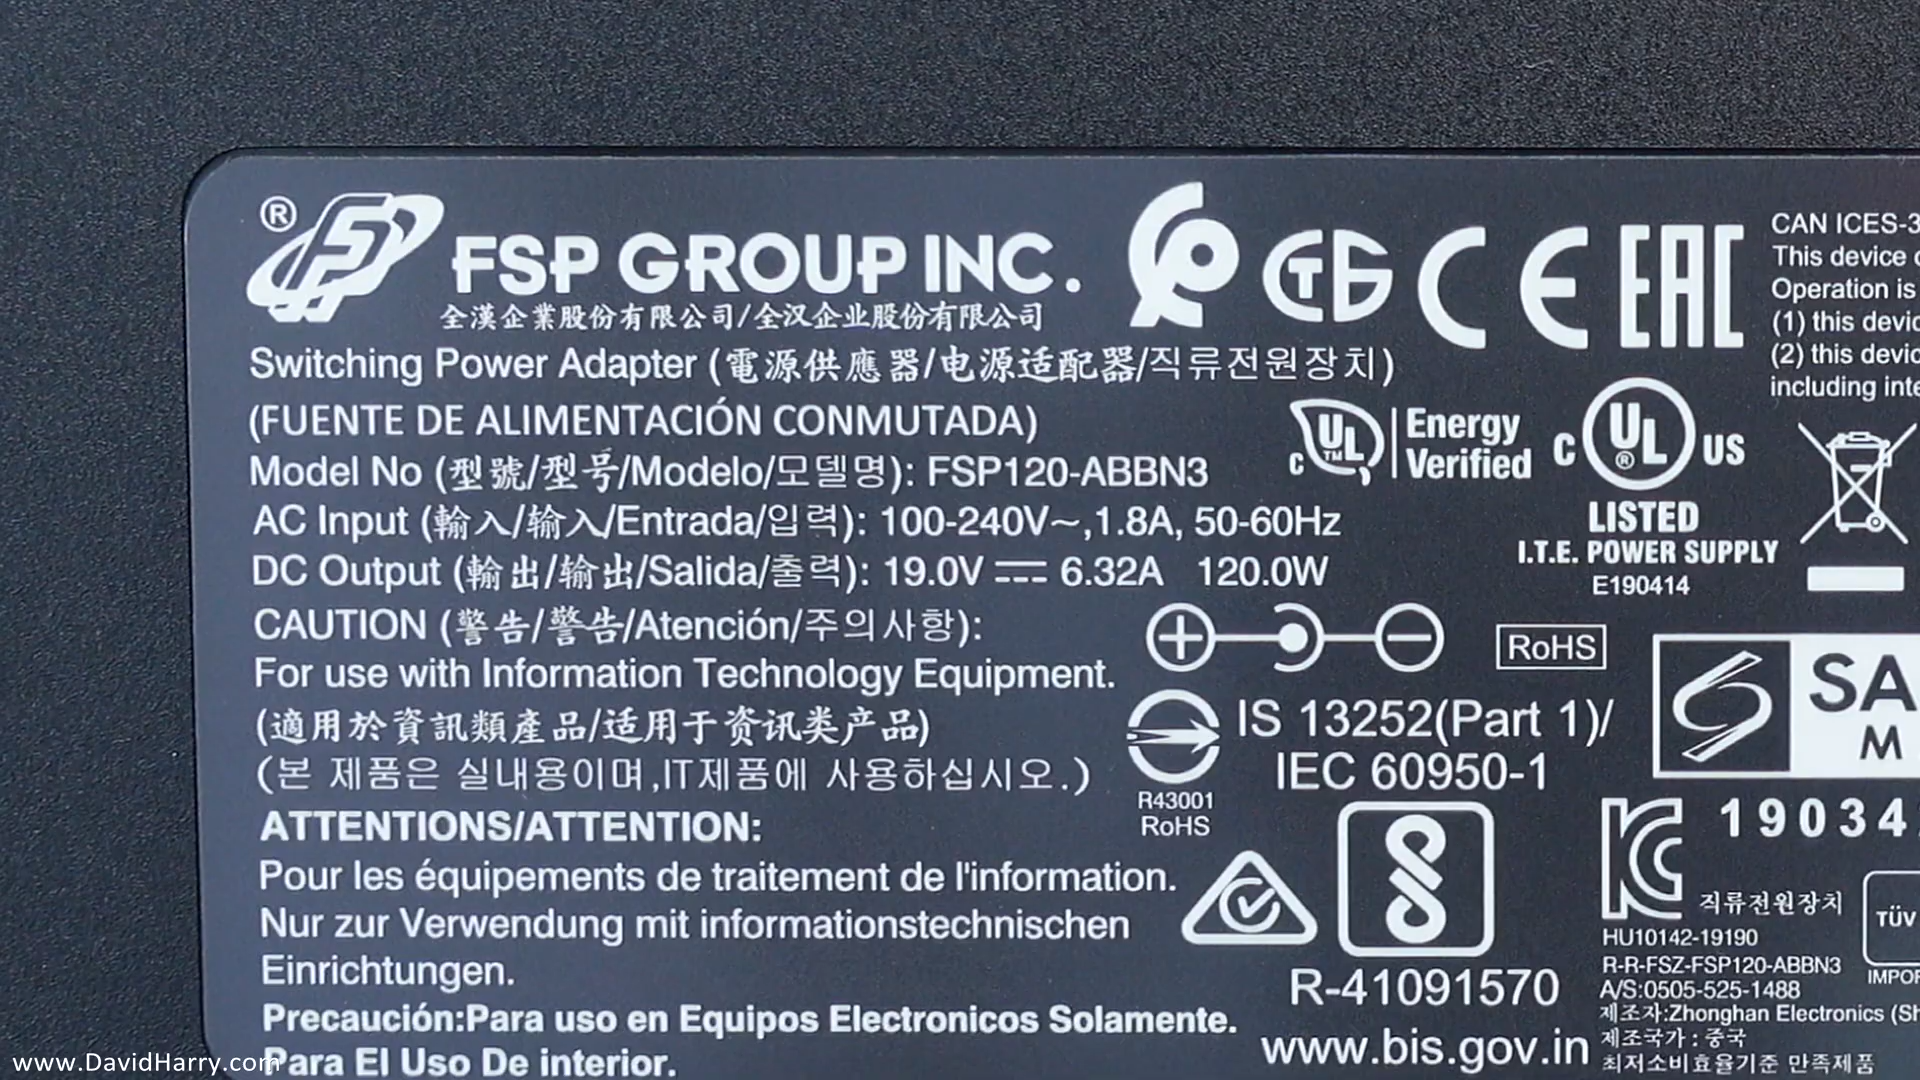 ® FSP GROUP INC.
全漢企業股份有限公司/全汉企业股份有限公司
Switching Power Adapter (電源供應器/电源适配器/직류전원장치)
(FUENTE DE ALIMENTACIÓN CONMUTADA)
Model No (型號/型号/Modelo/모델명): FSP120-ABBN3
AC Input (輸入/输入/Entrada/입력): 100-240V~,1.8A, 50-60Hz
DC Output (輸出/输出/Salida/출력): 19.0V ⎓ 6.32A 120.0W
CAUTION (警告/警告/Atención/주의사항):
For use with Information Technology Equipment.
(適用於資訊類產品/适用于资讯类产品)
(본 제품은 실내용이며,IT제품에 사용하십시오.)
ATTENTIONS/ATTENTION:
Pour les équipements de traitement de l'information.
Nur zur Verwendung mit informationstechnischen
Einrichtungen.
Precaución:Para uso en Equipos Electronicos Solamente.
Para El Uso De interior.
CE EAC
CAN ICES-3
This device
Operation is
(1) this devic
(2) this devic
including inte
c UL™ Energy
Verified
C UL® US
LISTED
I.T.E. POWER SUPPLY
E190414
RoHS
IS 13252(Part 1)/
IEC 60950-1
R43001
RoHS
R-41091570
www.bis.gov.in
SA
M
19034
직류전원장치
HU10142-19190
R-R-FSZ-FSP120-ABBN3
A/S:0505-525-1488
제조자:Zhonghan Electronics (Sh
제조국가 : 중국
최저소비효율기준 만족제품
TÜV
IMPOR
www.DavidHarry.com